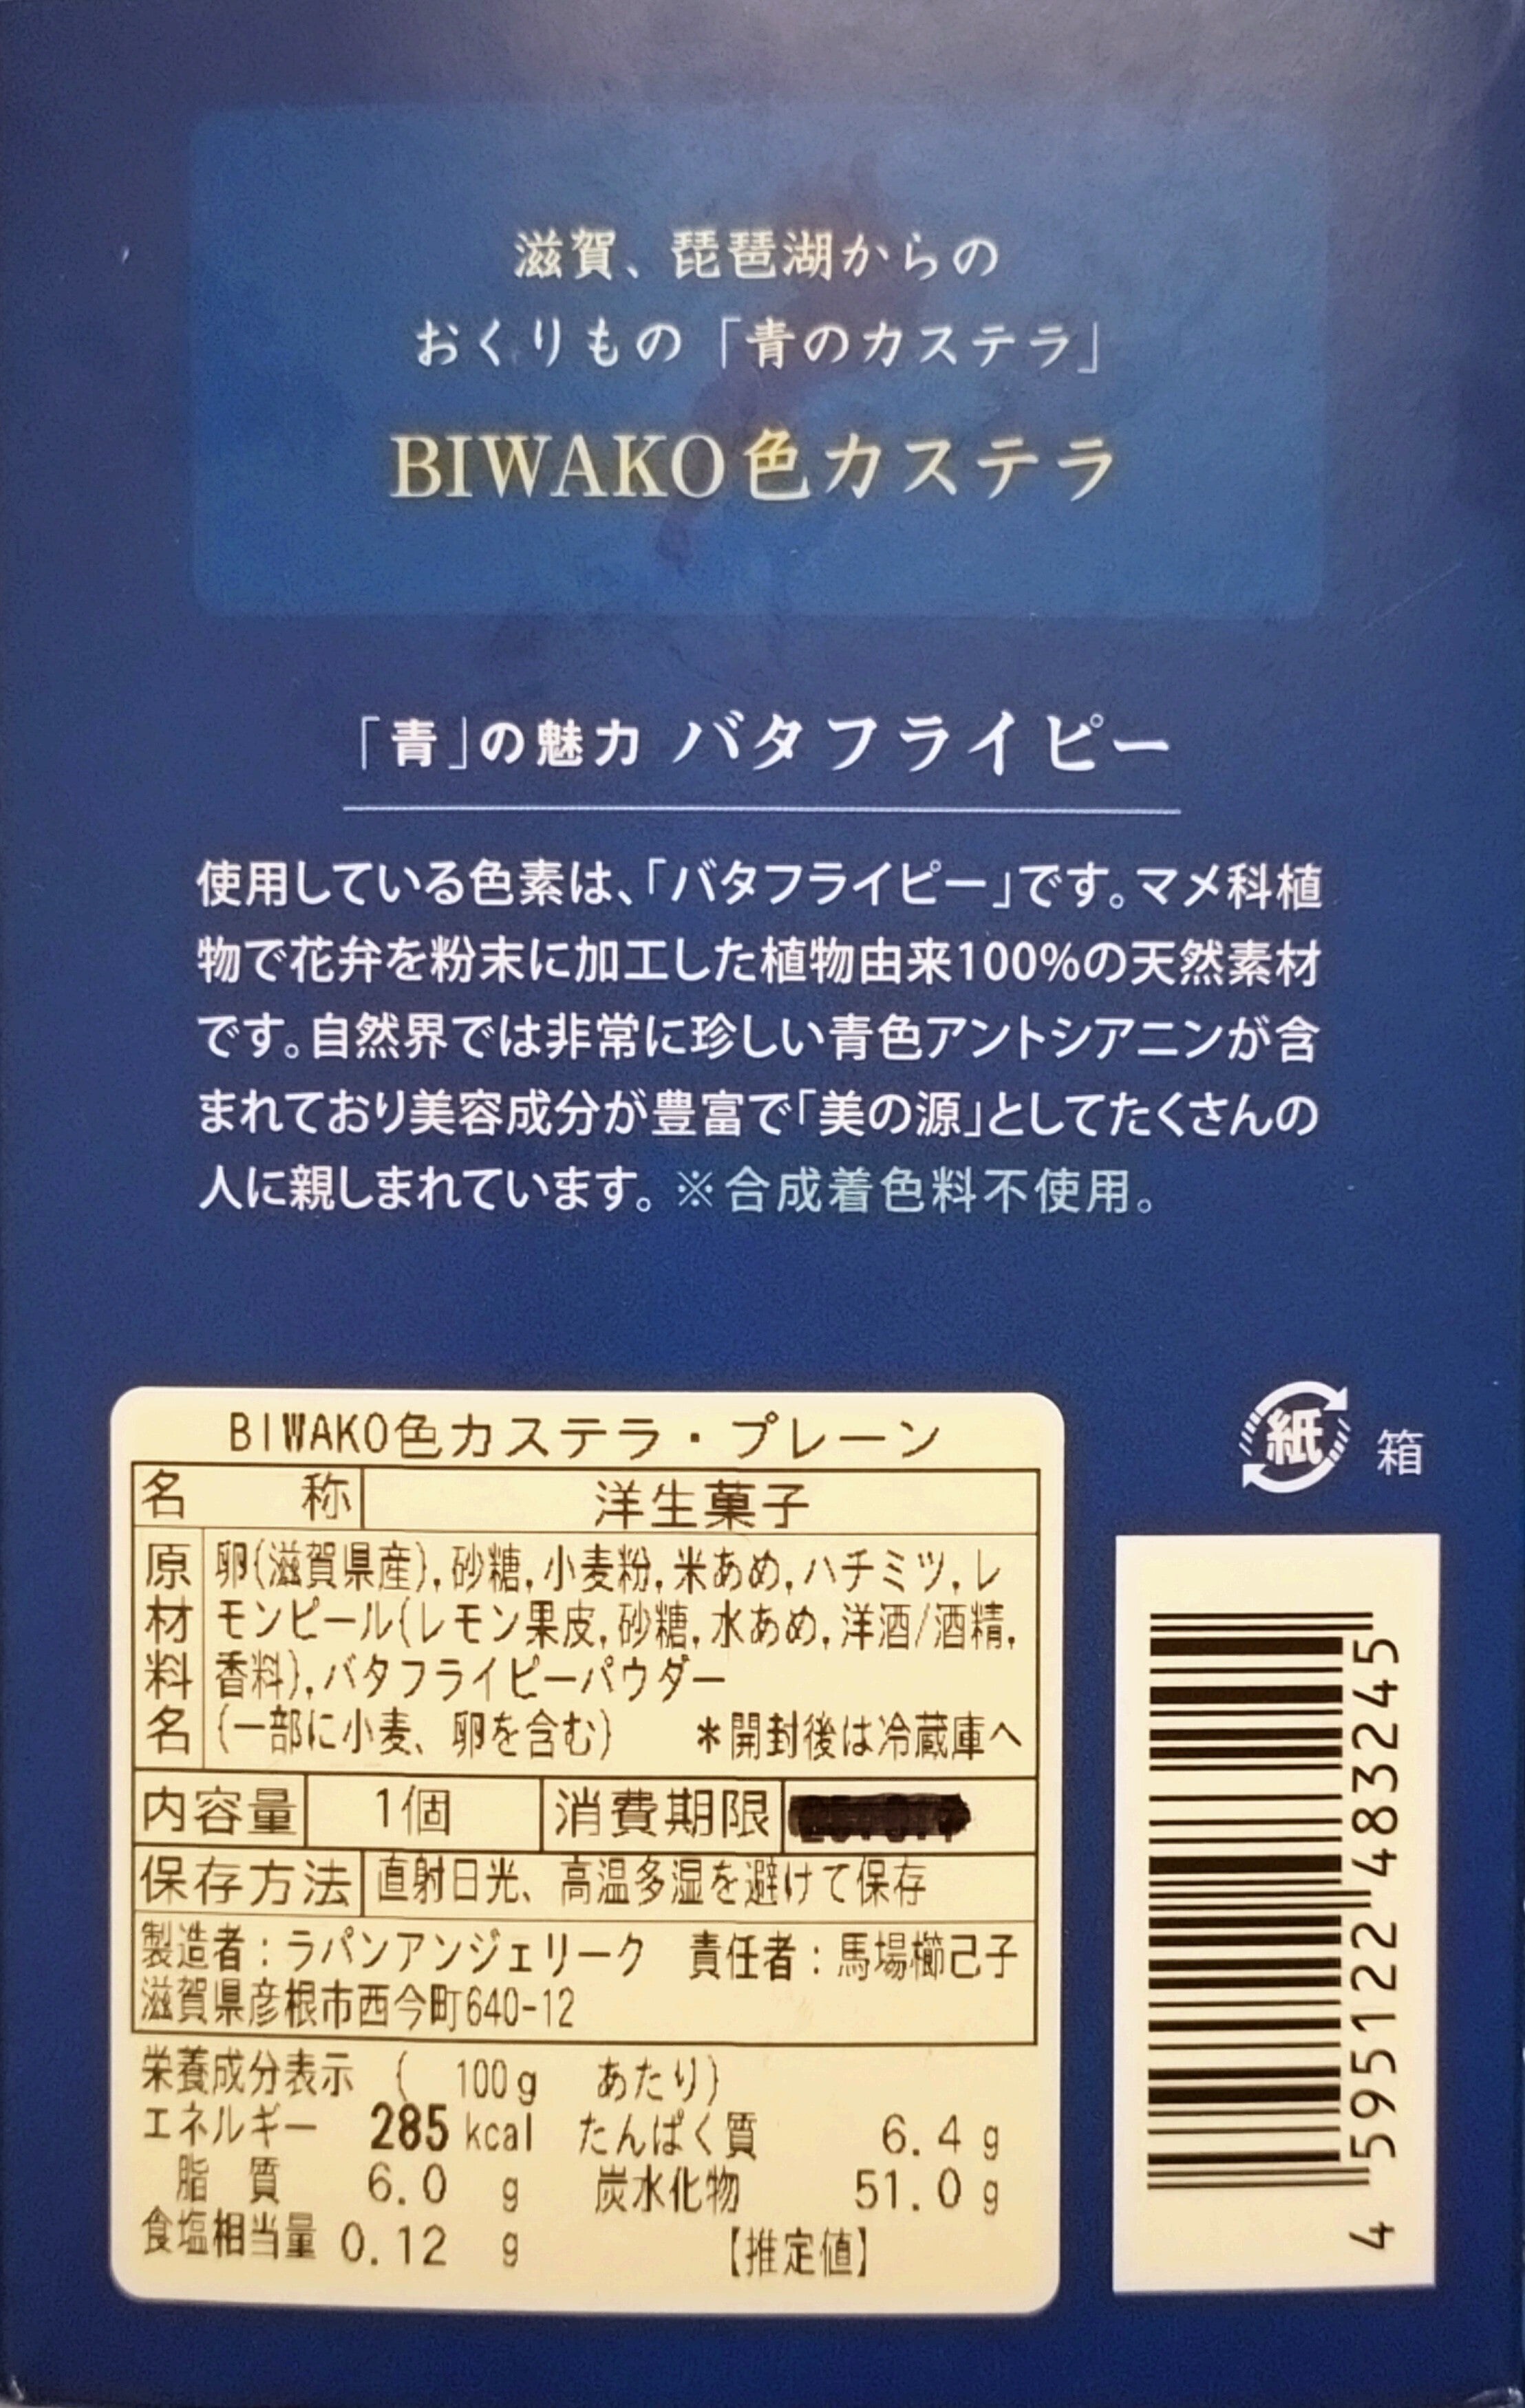 滋賀、琵琶湖からの
おくりもの「青のカステラ」
BIWAKO色カステラ
「青」の魅力 バタフライピー
使用している色素は、「バタフライピー」です。マメ科植
物で花弁を粉末に加工した植物由来100%の天然素材
です。自然界では非常に珍しい青色アントシアニンが含
まれており美容成分が豊富で「美の源」としてたくさんの
人に親しまれています。※合成着色料不使用。
紙 箱
BIWAKO色カステラ・プレーン
名称 洋生菓子
原材料名 卵(滋賀県産),砂糖,小麦粉,米あめ,ハチミツ,レ
モンピール(レモン果皮,砂糖,水あめ,洋酒/酒精,
香料),バタフライピーパウダー
(一部に小麦、卵を含む) *開封後は冷蔵庫へ
内容量 1個 消費期限
保存方法 直射日光、高温多湿を避けて保存
製造者:ラパンアンジェリーク 責任者:馬場櫛己子
滋賀県彦根市西今町640-12
栄養成分表示 ( 100g あたり)
エネルギー 285 kcal たんぱく質 6.4 g
脂質 6.0 g 炭水化物 51.0 g
食塩相当量 0.12 g 【推定値】
4 595122 483245